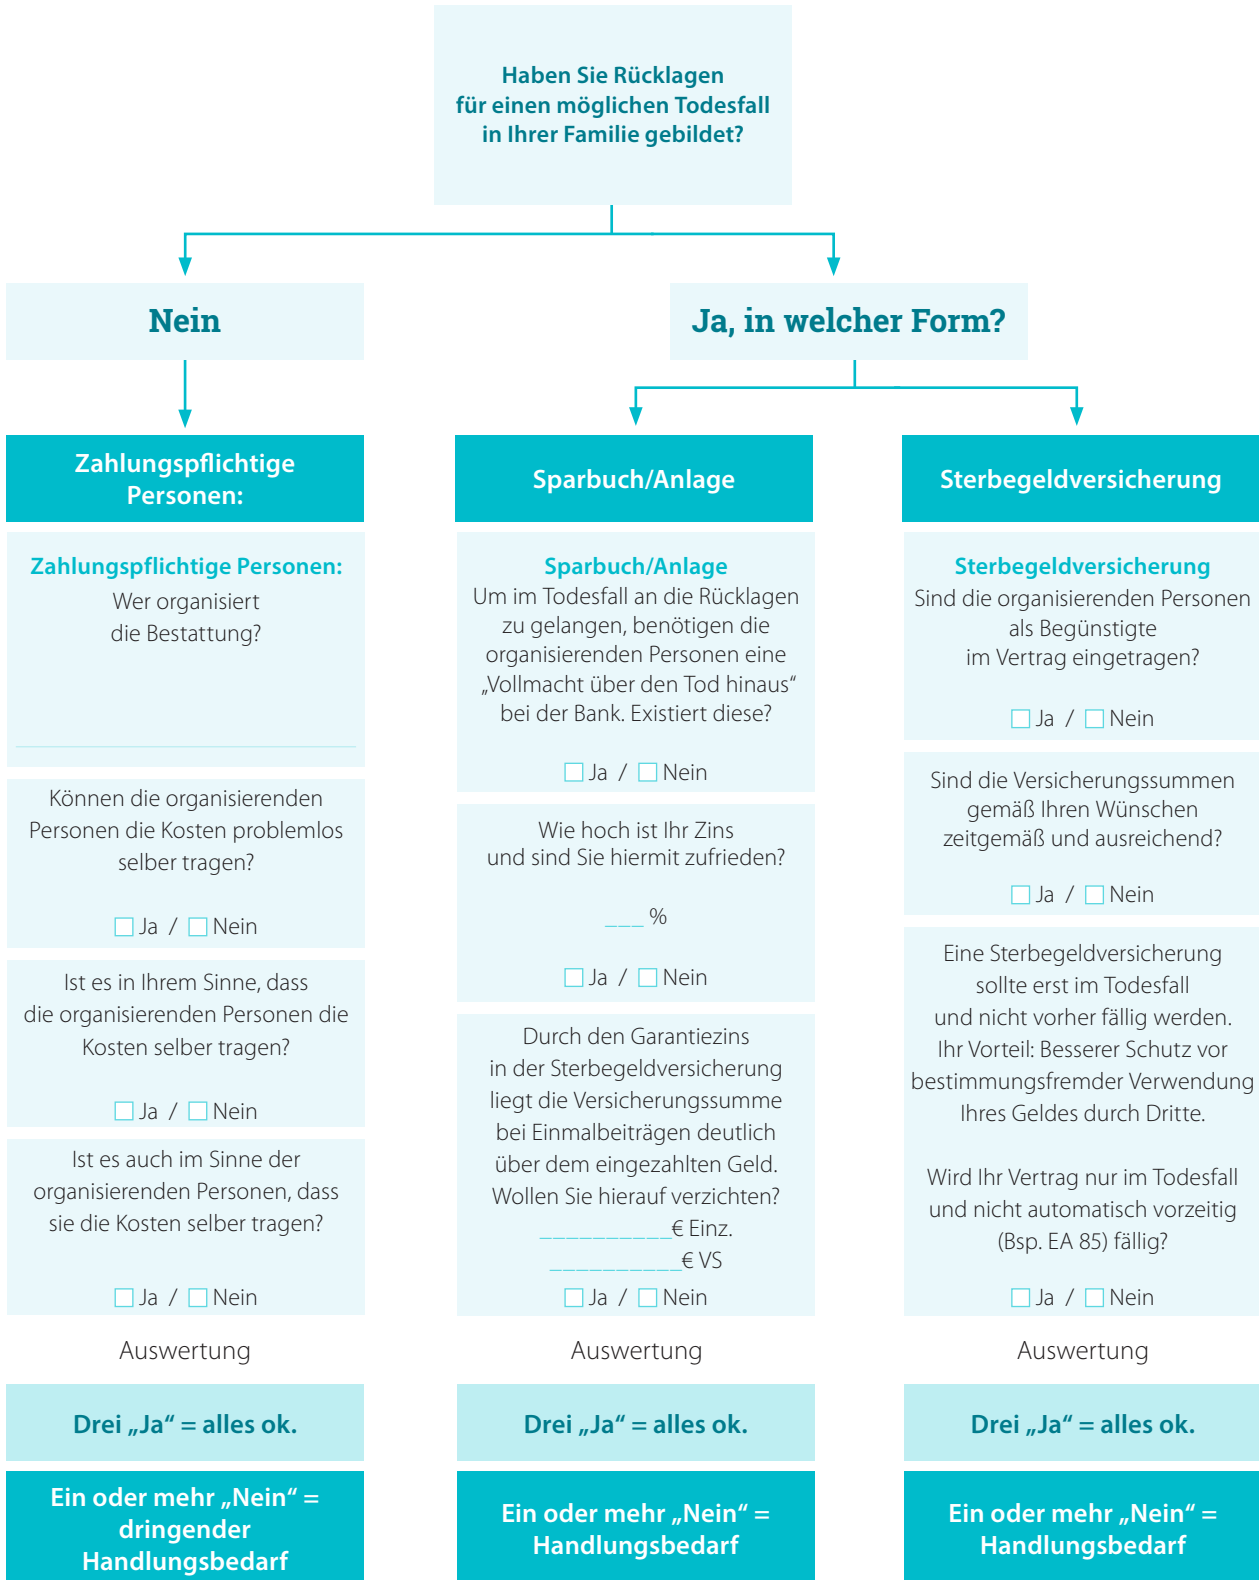 Haben Sie Rücklagen
für einen möglichen Todesfall
in Ihrer Familie gebildet?
Nein
Ja, in welcher Form?
Zahlungspflichtige
Personen:
Zahlungspflichtige Personen:
Wer organisiert
die Bestattung?
Können die organisierenden
Personen die Kosten problemlos
selber tragen?
☐ Ja / ☐ Nein
Ist es in Ihrem Sinne, dass
die organisierenden Personen die
Kosten selber tragen?
☐ Ja / ☐ Nein
Ist es auch im Sinne der
organisierenden Personen, dass
sie die Kosten selber tragen?
☐ Ja / ☐ Nein
Auswertung
Drei „Ja“ = alles ok.
Ein oder mehr „Nein“ =
dringender
Handlungsbedarf
Sparbuch/Anlage
Sparbuch/Anlage
Um im Todesfall an die Rücklagen
zu gelangen, benötigen die
organisierenden Personen eine
„Vollmacht über den Tod hinaus“
bei der Bank. Existiert diese?
☐ Ja / ☐ Nein
Wie hoch ist Ihr Zins
und sind Sie hiermit zufrieden?
___ %
☐ Ja / ☐ Nein
Durch den Garantiezins
in der Sterbegeldversicherung
liegt die Versicherungssumme
bei Einmalbeiträgen deutlich
über dem eingezahlten Geld.
Wollen Sie hierauf verzichten?
__________€ Einz.
__________€ VS
☐ Ja / ☐ Nein
Auswertung
Drei „Ja“ = alles ok.
Ein oder mehr „Nein“ =
Handlungsbedarf
Sterbegeldversicherung
Sterbegeldversicherung
Sind die organisierenden Personen
als Begünstigte
im Vertrag eingetragen?
☐ Ja / ☐ Nein
Sind die Versicherungssummen
gemäß Ihren Wünschen
zeitgemäß und ausreichend?
☐ Ja / ☐ Nein
Eine Sterbegeldversicherung
sollte erst im Todesfall
und nicht vorher fällig werden.
Ihr Vorteil: Besserer Schutz vor
bestimmungsfremder Verwendung
Ihres Geldes durch Dritte.
Wird Ihr Vertrag nur im Todesfall
und nicht automatisch vorzeitig
(Bsp. EA 85) fällig?
☐ Ja / ☐ Nein
Auswertung
Drei „Ja“ = alles ok.
Ein oder mehr „Nein“ =
Handlungsbedarf